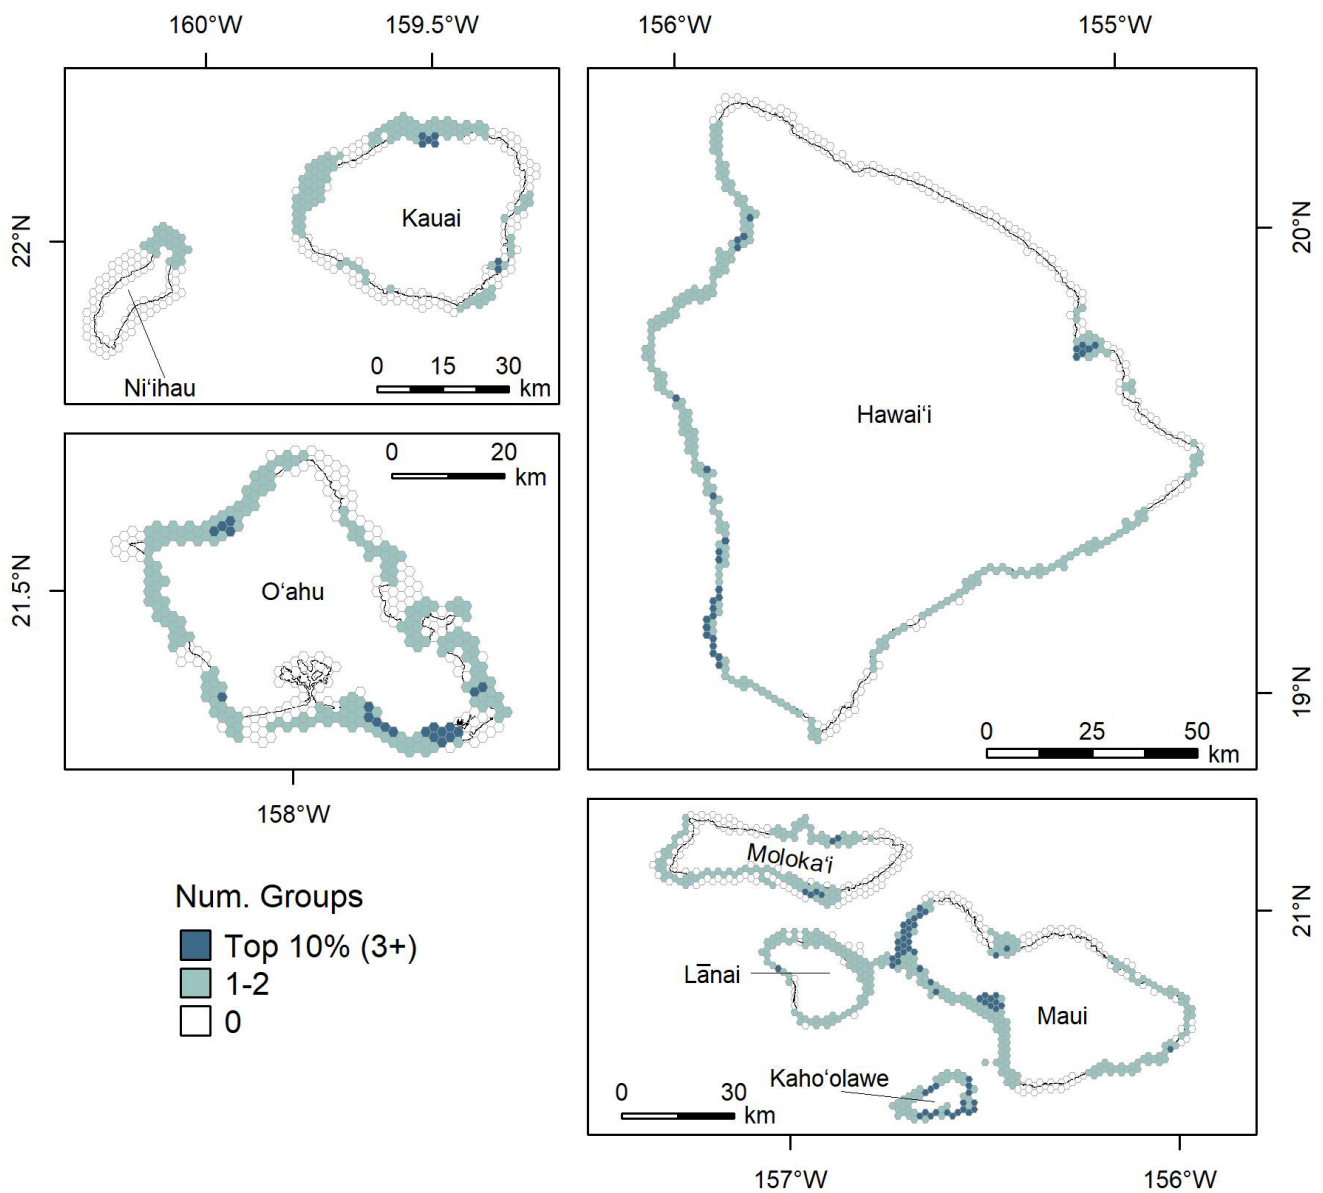 160°W 159.5°W 156°W 155°W
22°N
Kauai
Ni‘ihau
0 15 30
km
20°N
Hawai‘i
19°N
0 25 50
km
0 20
km
21.5°N
O‘ahu
158°W
Num. Groups
Top 10% (3+)
1-2
0
Moloka‘i
21°N
Lānai
Maui
Kaho‘olawe
0 30
km
157°W 156°W